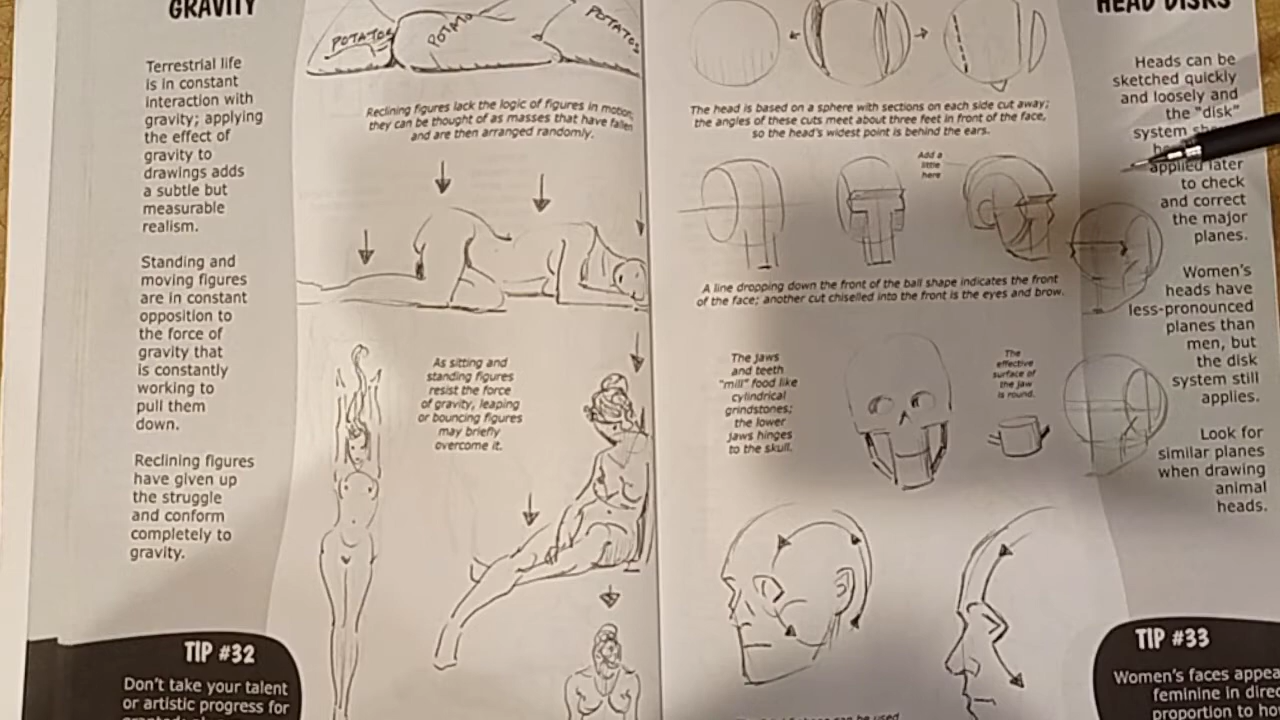 GRAVITY
Terrestrial life
is in constant
interaction with
gravity; applying
the effect of
gravity to
drawings adds
a subtle but
measurable
realism.
Standing and
moving figures
are in constant
opposition to
the force of
gravity that
is constantly
working to
pull them
down.
Reclining figures
have given up
the struggle
and conform
completely to
gravity.
TIP #32
Don't take your talent
or artistic progress for
POTATOE
POTATO
POTATOE
Reclining figures lack the logic of figures in motion;
they can be thought of as masses that have fallen
and are then arranged randomly.
As sitting and
standing figures
resist the force
of gravity, leaping
or bouncing figures
may briefly
overcome it.
HEAD DISKS
The head is based on a sphere with sections on each side cut away;
the angles of these cuts meet about three feet in front of the face,
so the head's widest point is behind the ears.
Add a
little
here
A line dropping down the front of the ball shape indicates the front
of the face; another cut chiselled into the front is the eyes and brow.
The jaws
and teeth
"mill" food like
cylindrical
grindstones;
the lower
jaws hinges
to the skull.
The
effective
surface of
the jaw
is round.
can be used
Heads can be
sketched quickly
and loosely and
the "disk"
system
applied later
to check
and correct
the major
planes.
Women's
heads have
less-pronounced
planes than
men, but
the disk
system still
applies.
Look for
similar planes
when drawing
animal
heads.
TIP #33
Women's faces appea
feminine in direc
proportion to ho